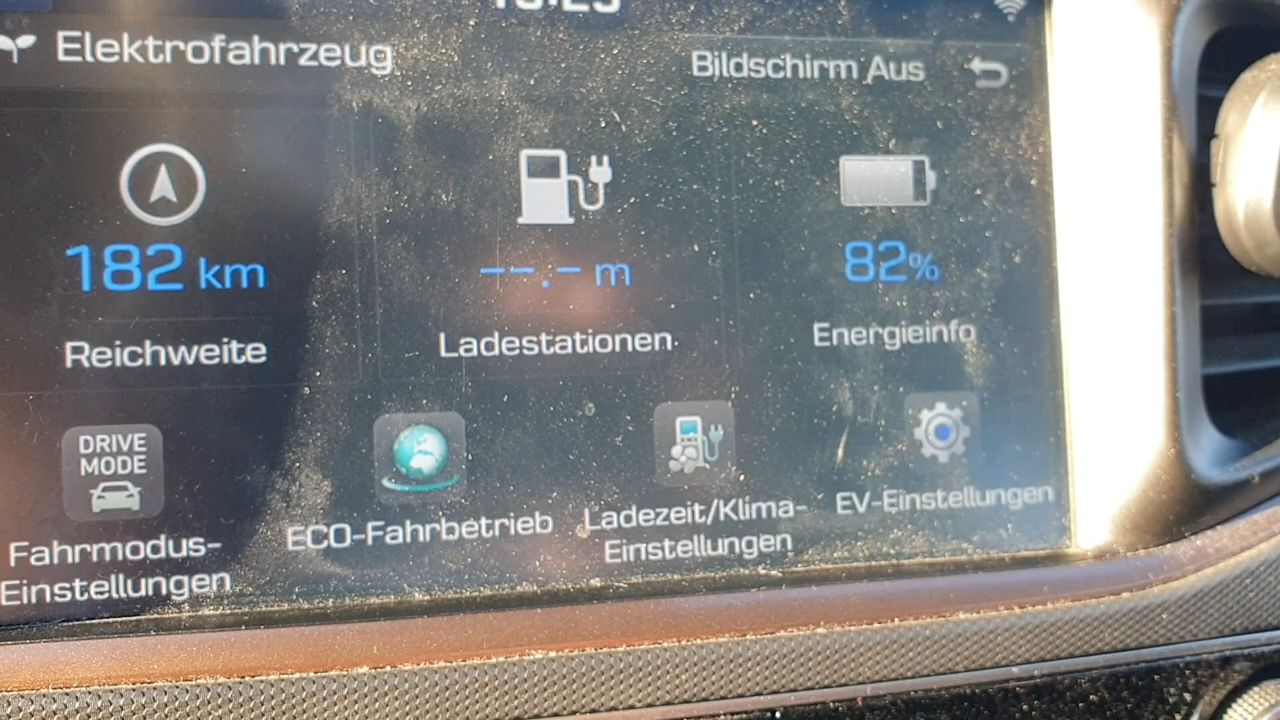 Elektrofahrzeug
Bildschirm Aus
182 km
--.- m
82%
Reichweite
Ladestationen
Energieinfo
DRIVE
MODE
Fahrmodus-
Einstellungen
ECO-Fahrbetrieb
Ladezeit/Klima-
Einstellungen
EV-Einstellungen